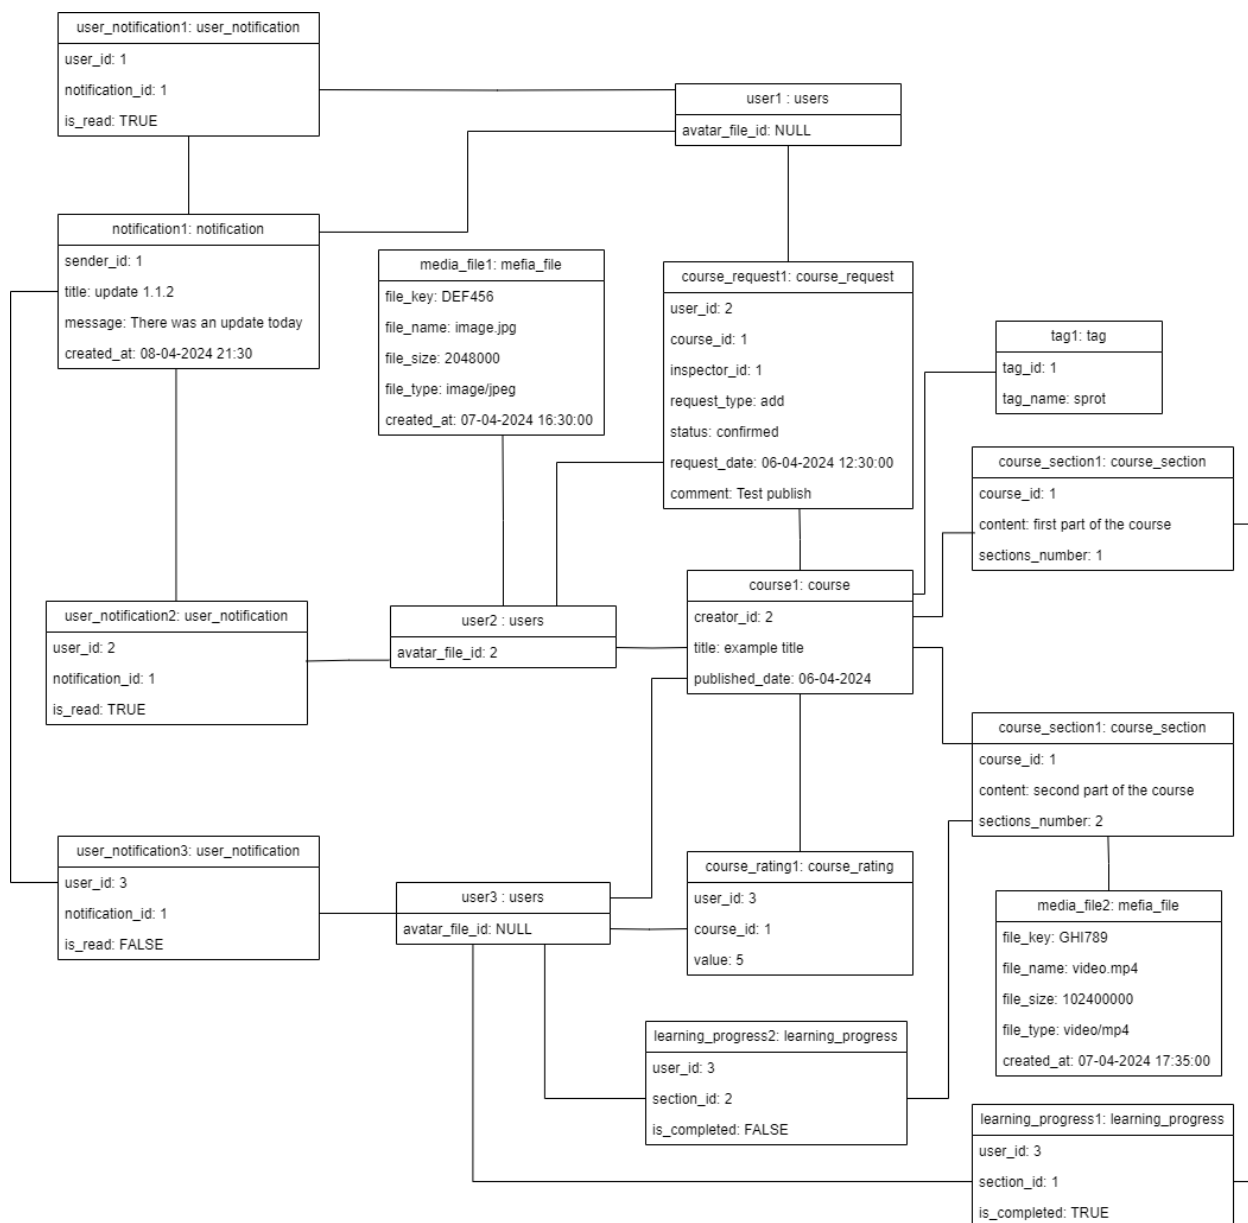 user_notification1: user_notification
user_id: 1
notification_id: 1
is_read: TRUE
user1 : users
avatar_file_id: NULL
notification1: notification
sender_id: 1
title: update 1.1.2
message: There was an update today
created_at: 08-04-2024 21:30
media_file1: mefia_file
file_key: DEF456
file_name: image.jpg
file_size: 2048000
file_type: image/jpeg
created_at: 07-04-2024 16:30:00
course_request1: course_request
user_id: 2
course_id: 1
inspector_id: 1
request_type: add
status: confirmed
request_date: 06-04-2024 12:30:00
comment: Test publish
tag1: tag
tag_id: 1
tag_name: sprot
course_section1: course_section
course_id: 1
content: first part of the course
sections_number: 1
user_notification2: user_notification
user_id: 2
notification_id: 1
is_read: TRUE
user2 : users
avatar_file_id: 2
course1: course
creator_id: 2
title: example title
published_date: 06-04-2024
course_section1: course_section
course_id: 1
content: second part of the course
sections_number: 2
user_notification3: user_notification
user_id: 3
notification_id: 1
is_read: FALSE
user3 : users
avatar_file_id: NULL
course_rating1: course_rating
user_id: 3
course_id: 1
value: 5
media_file2: mefia_file
file_key: GHI789
file_name: video.mp4
file_size: 102400000
file_type: video/mp4
created_at: 07-04-2024 17:35:00
learning_progress2: learning_progress
user_id: 3
section_id: 2
is_completed: FALSE
learning_progress1: learning_progress
user_id: 3
section_id: 1
is_completed: TRUE